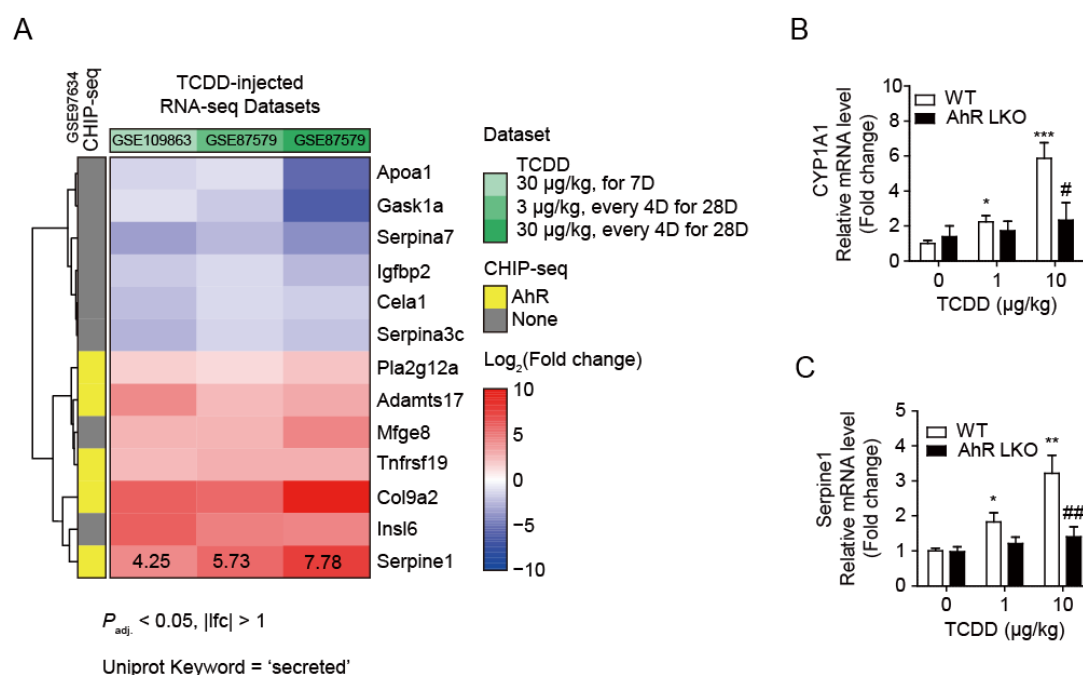 A
GSE97634
CHIP-seq
TCDD-injected
RNA-seq Datasets
GSE109863 GSE87579 GSE87579
Apoa1
Gask1a
Serpina7
Igfbp2
Cela1
Serpina3c
Pla2g12a
Adamts17
Mfge8
Tnfrsf19
Col9a2
Insl6
4.25 5.73 7.78 Serpine1
P adj. < 0.05, |lfc| > 1
Uniprot Keyword = ‘secreted’
Dataset
TCDD
30 µg/kg, for 7D
3 µg/kg, every 4D for 28D
30 µg/kg, every 4D for 28D
CHIP-seq
AhR
None
Log2(Fold change)
10
5
0
−5
−10
B
CYP1A1
Relative mRNA level
(Fold change)
10
8
6
4
2
0
WT
AhR LKO
*
***
#
0 1 10
TCDD (µg/kg)
C
Serpine1
Relative mRNA level
(Fold change)
5
4
3
2
1
0
WT
AhR LKO
*
**
##
0 1 10
TCDD (µg/kg)